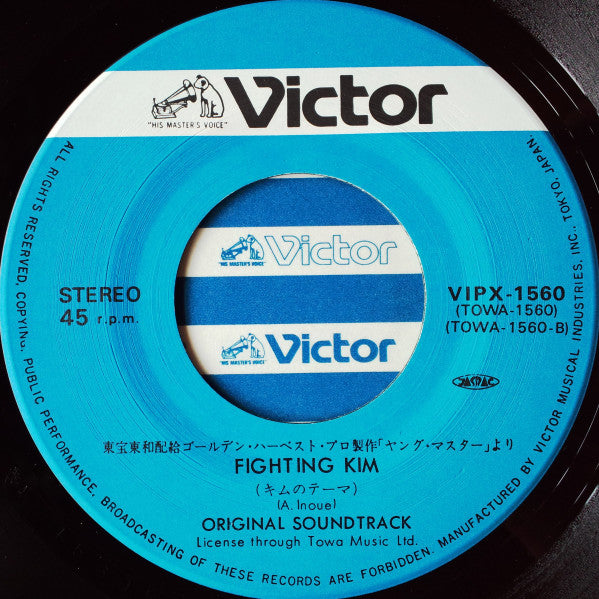 Victor
"HIS MASTER'S VOICE"
Victor
"HIS MASTER'S VOICE"
STEREO
45 r.p.m.
VIPX-1560
(TOWA-1560)
(TOWA-1560-B)
Victor
"HIS MASTER'S VOICE"
JASRAC
東宝東和配給ゴールデン・ハーベスト・プロ製作「ヤング・マスター」より
FIGHTING KIM
(キムのテーマ)
(A. Inoue)
ORIGINAL SOUNDTRACK
License through Towa Music Ltd.
ALL RIGHTS RESERVED, COPYING, PUBLIC PERFORMANCE, BROADCASTING OF THESE RECORDS ARE FORBIDDEN. MANUFACTURED BY VICTOR MUSICAL INDUSTRIES, INC., TOKYO, JAPAN.